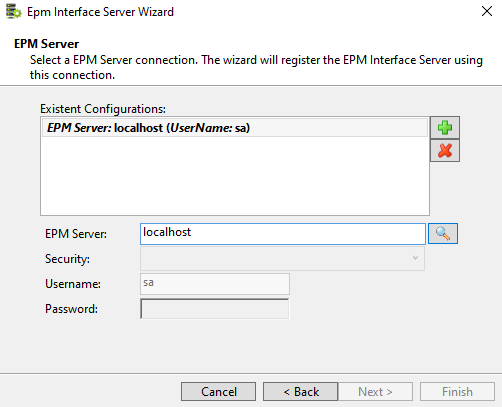 Epm Interface Server Wizard
EPM Server
Select a EPM Server connection. The wizard will register the EPM Interface Server using
this connection.
Existent Configurations:
EPM Server: localhost (UserName: sa)
EPM Server: localhost
Security:
Username: sa
Password:
Cancel < Back Next > Finish